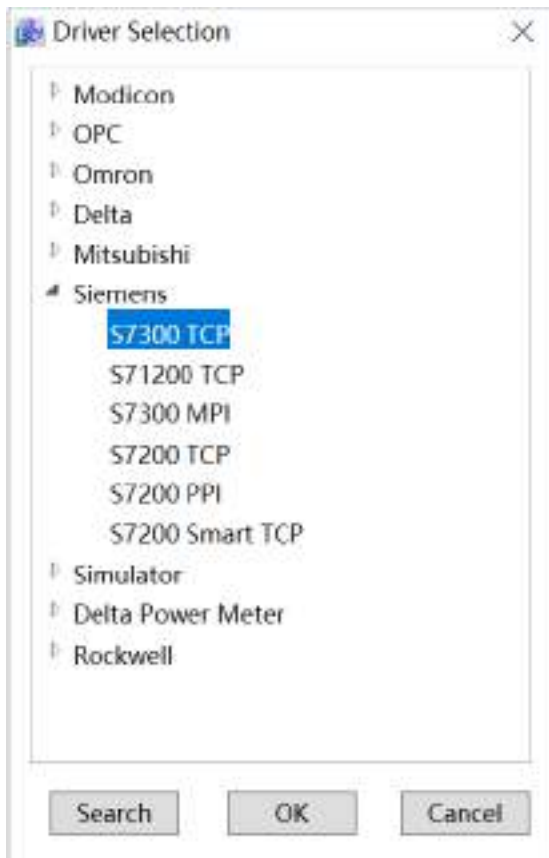 Driver Selection
Modicon
OPC
Omron
Delta
Mitsubishi
Siemens
S7300 TCP
S71200 TCP
S7300 MPI
S7200 TCP
S7200 PPI
S7200 Smart TCP
Simulator
Delta Power Meter
Rockwell
Search OK Cancel